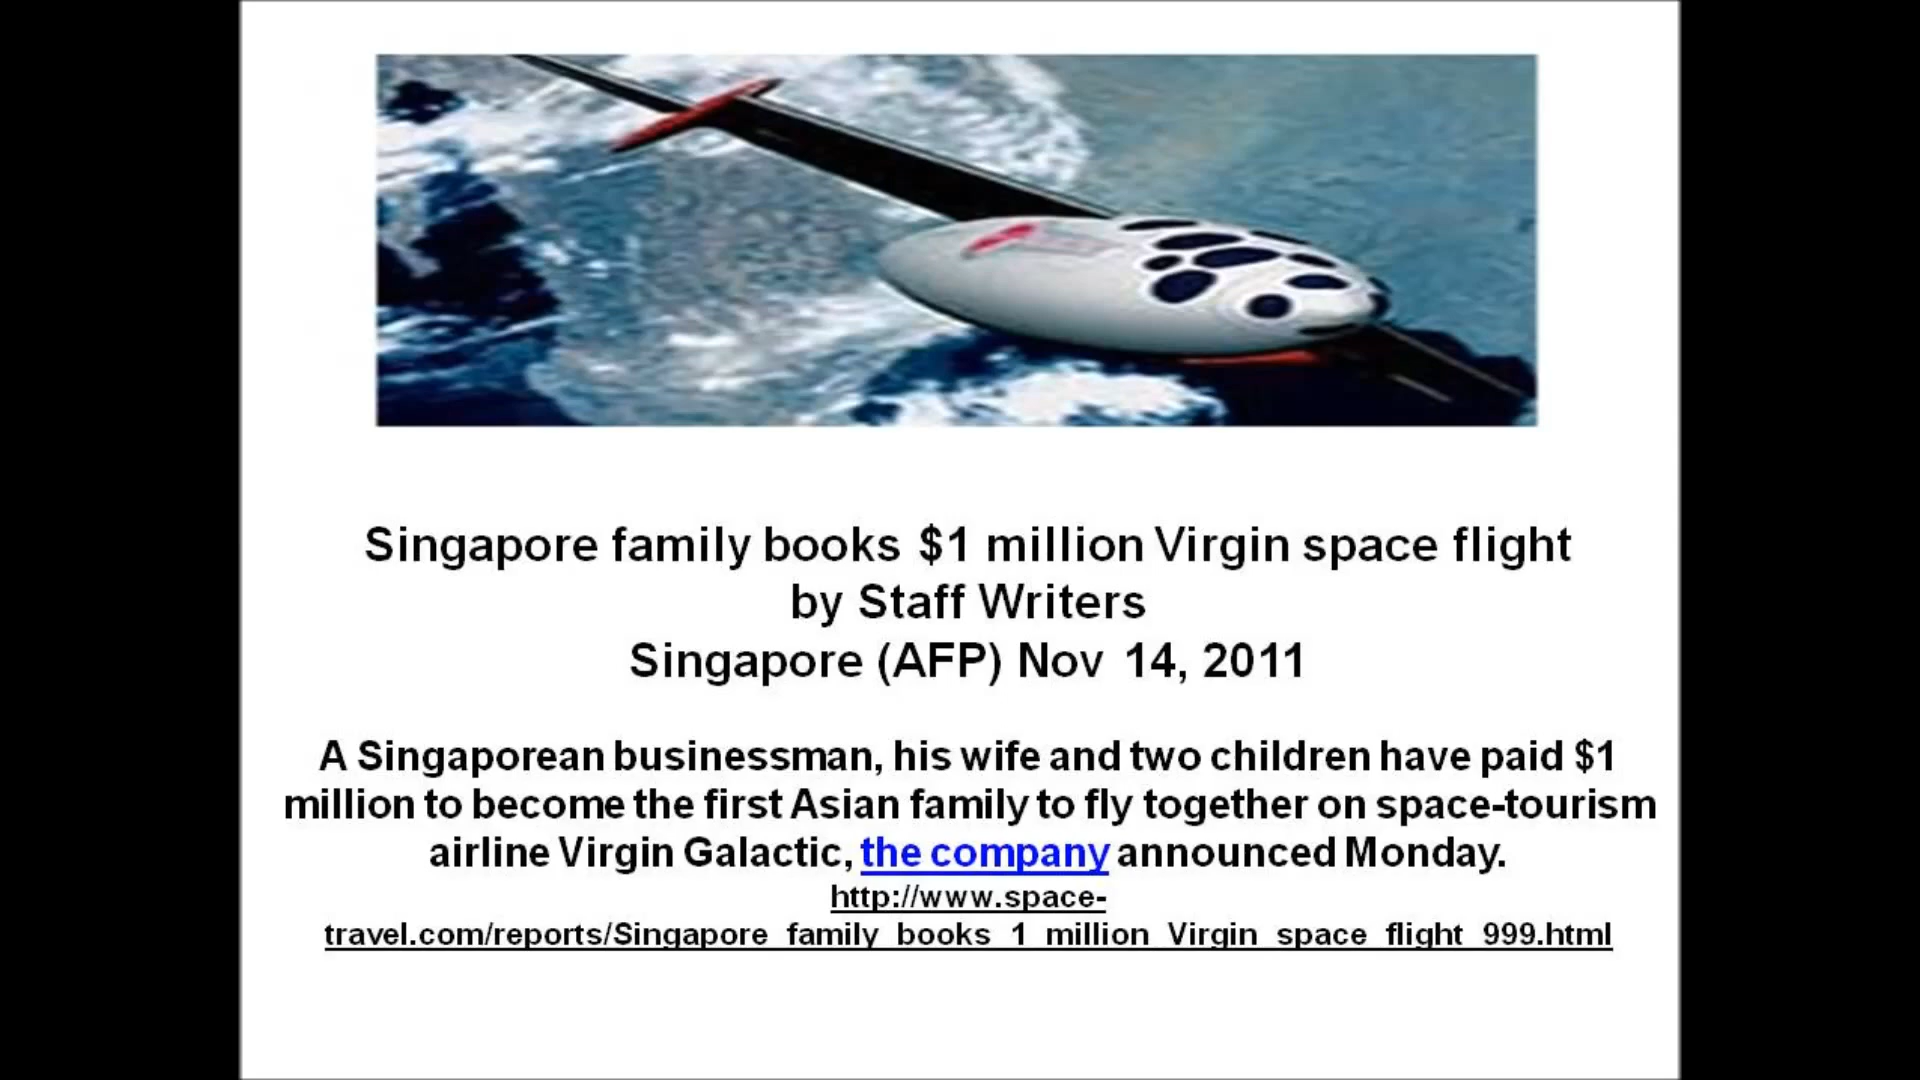 Singapore family books $1 million Virgin space flight
by Staff Writers
Singapore (AFP) Nov 14, 2011
A Singaporean businessman, his wife and two children have paid $1
million to become the first Asian family to fly together on space-tourism
airline Virgin Galactic, the company announced Monday.
http://www.space-
travel.com/reports/Singapore_family_books_1_million_Virgin_space_flight_999.html